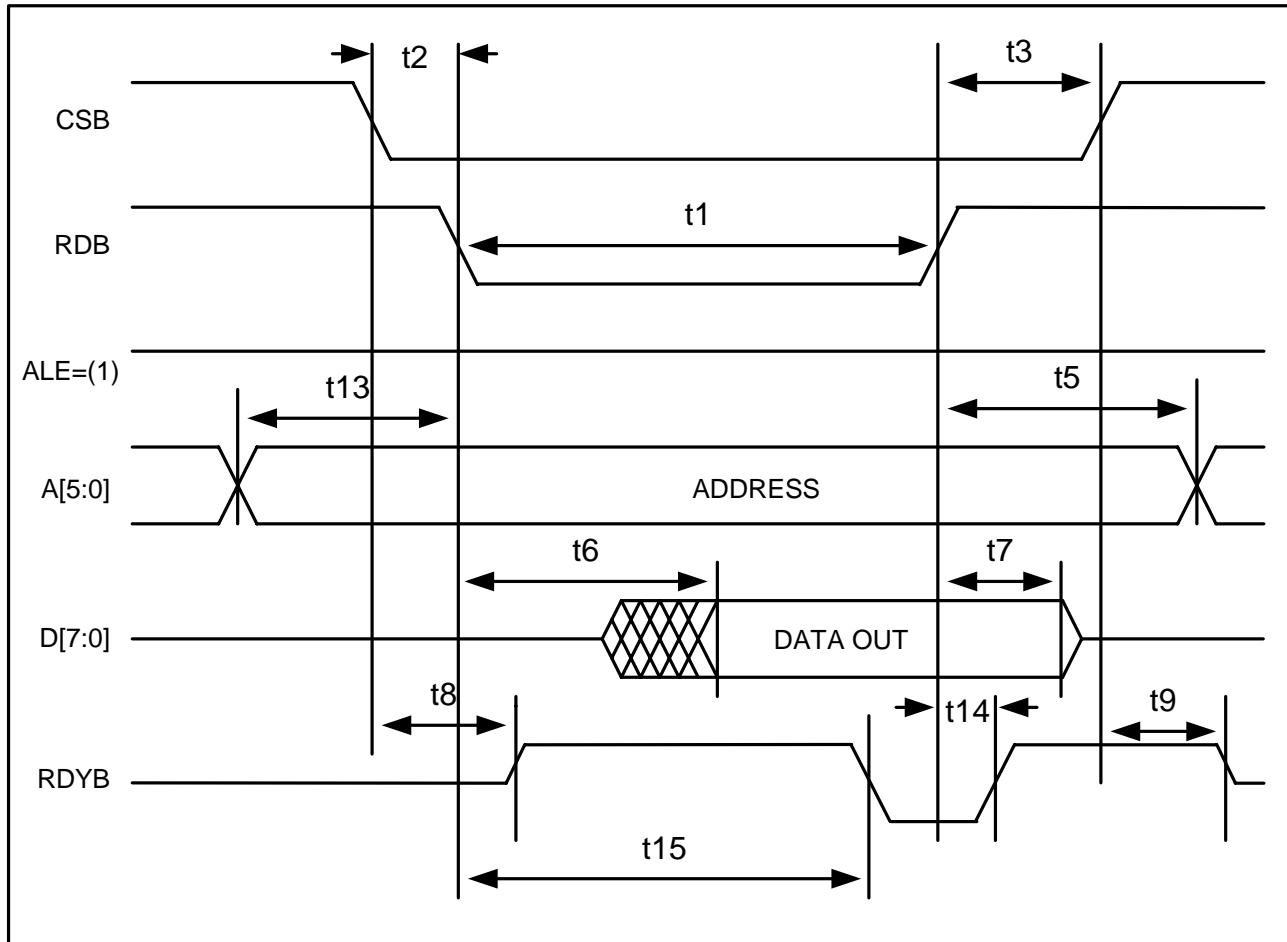 t2
t3
CSB
t1
RDB
ALE=(1)
t13
t5
A[5:0]
ADDRESS
t6
t7
D[7:0]
DATA OUT
t8
t14
t9
RDYB
t15